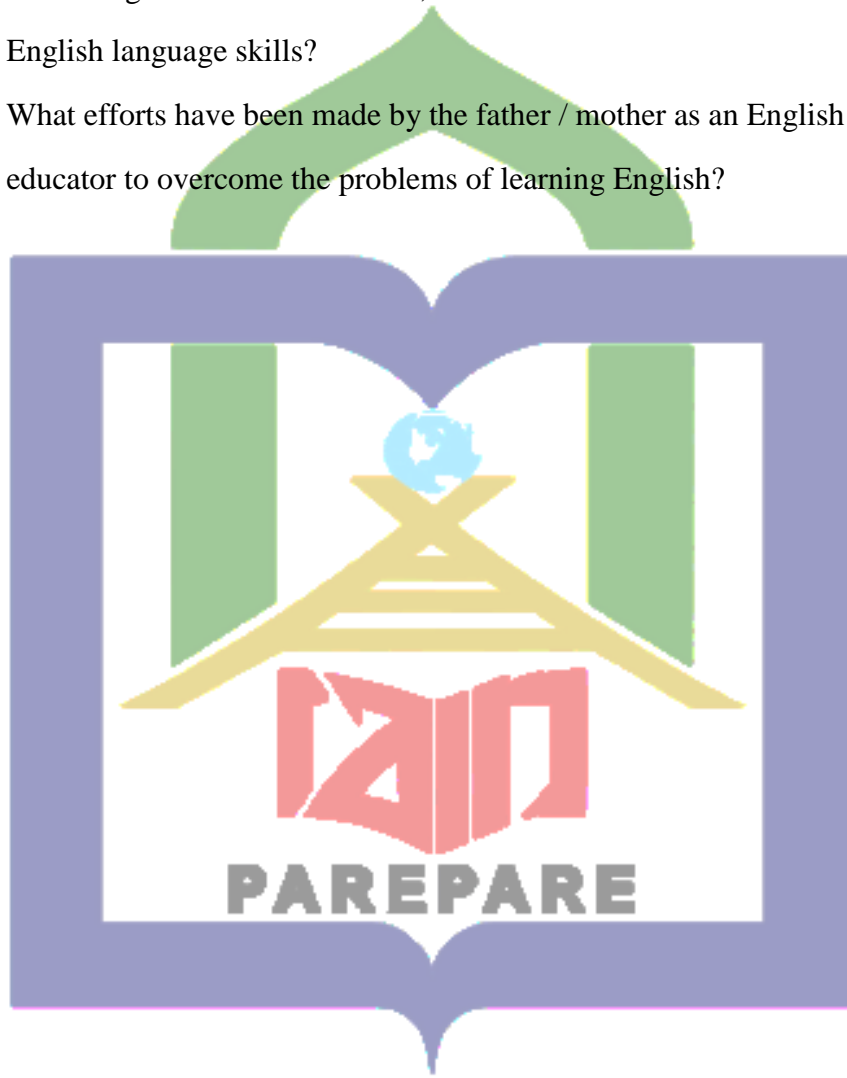 English language skills?
What efforts have been made by the father / mother as an English
educator to overcome the problems of learning English?
iain
PAREPARE